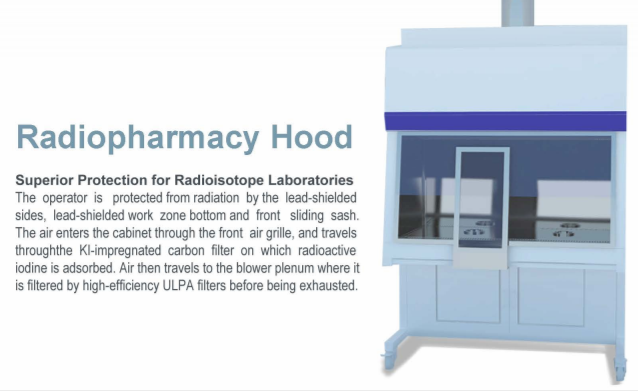 Radiopharmacy Hood
Superior Protection for Radioisotope Laboratories
The operator is protected from radiation by the lead-shielded
sides, lead-shielded work zone bottom and front sliding sash.
The air enters the cabinet through the front air grille, and travels
throughthe KI-impregnated carbon filter on which radioactive
iodine is adsorbed. Air then travels to the blower plenum where it
is filtered by high-efficiency ULPA filters before being exhausted.